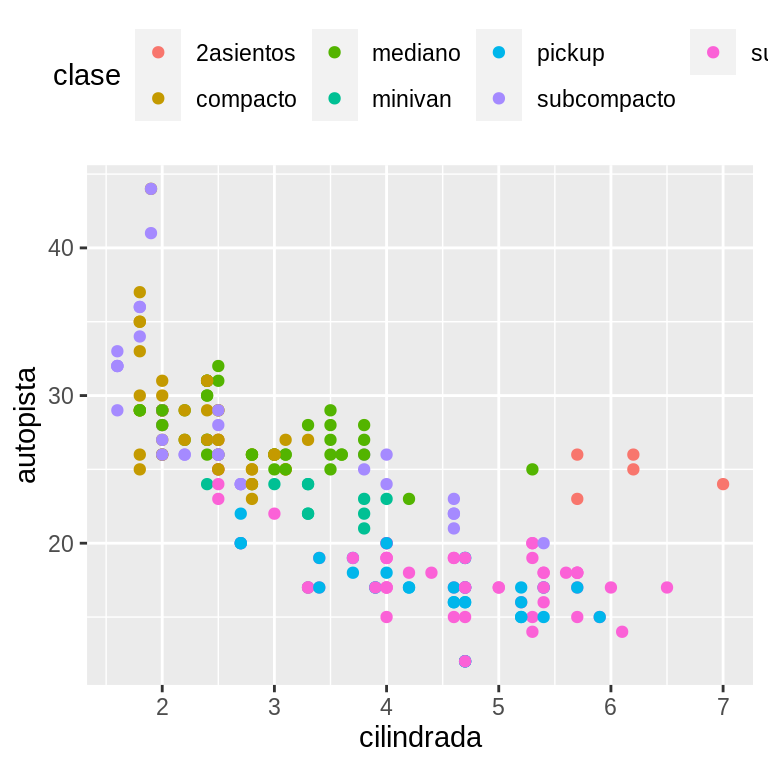 clase
2asientos mediano pickup
compacto minivan subcompacto
40
30
20
autopista
2 3 4 5 6 7
cilindrada